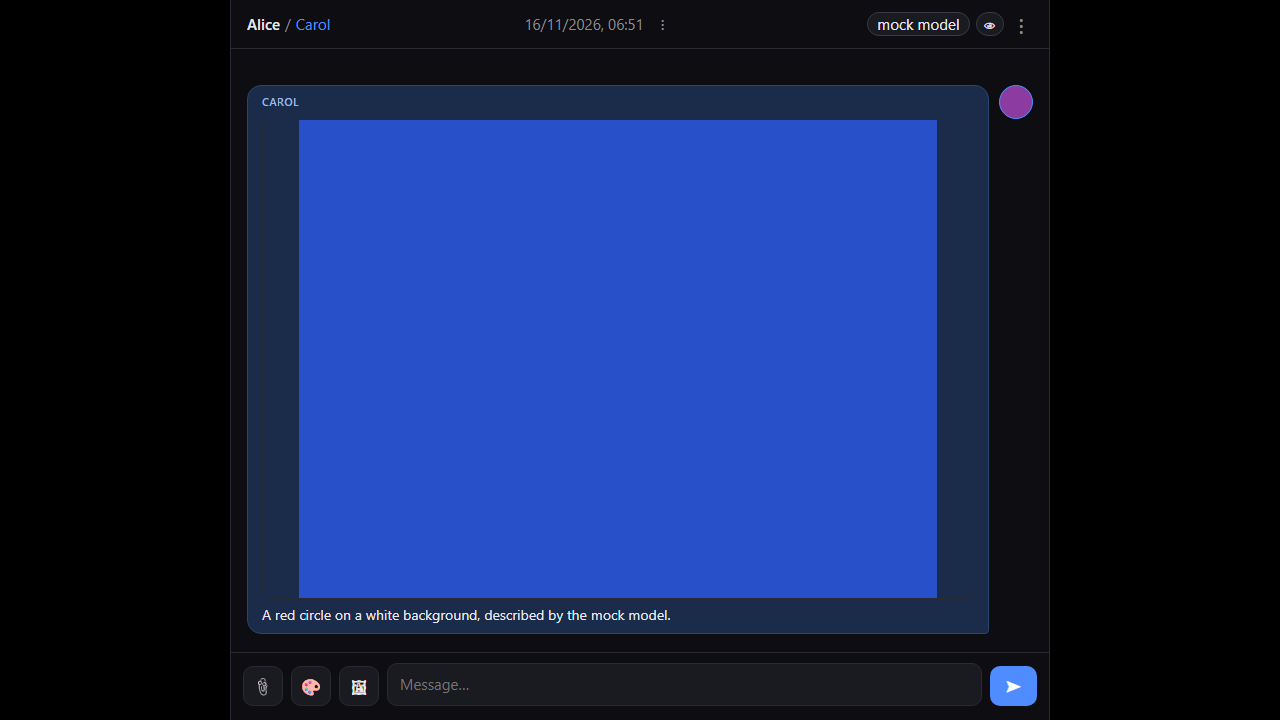 Alice / Carol
16/11/2026, 06:51
mock model
CAROL
A red circle on a white background, described by the mock model.
Message...